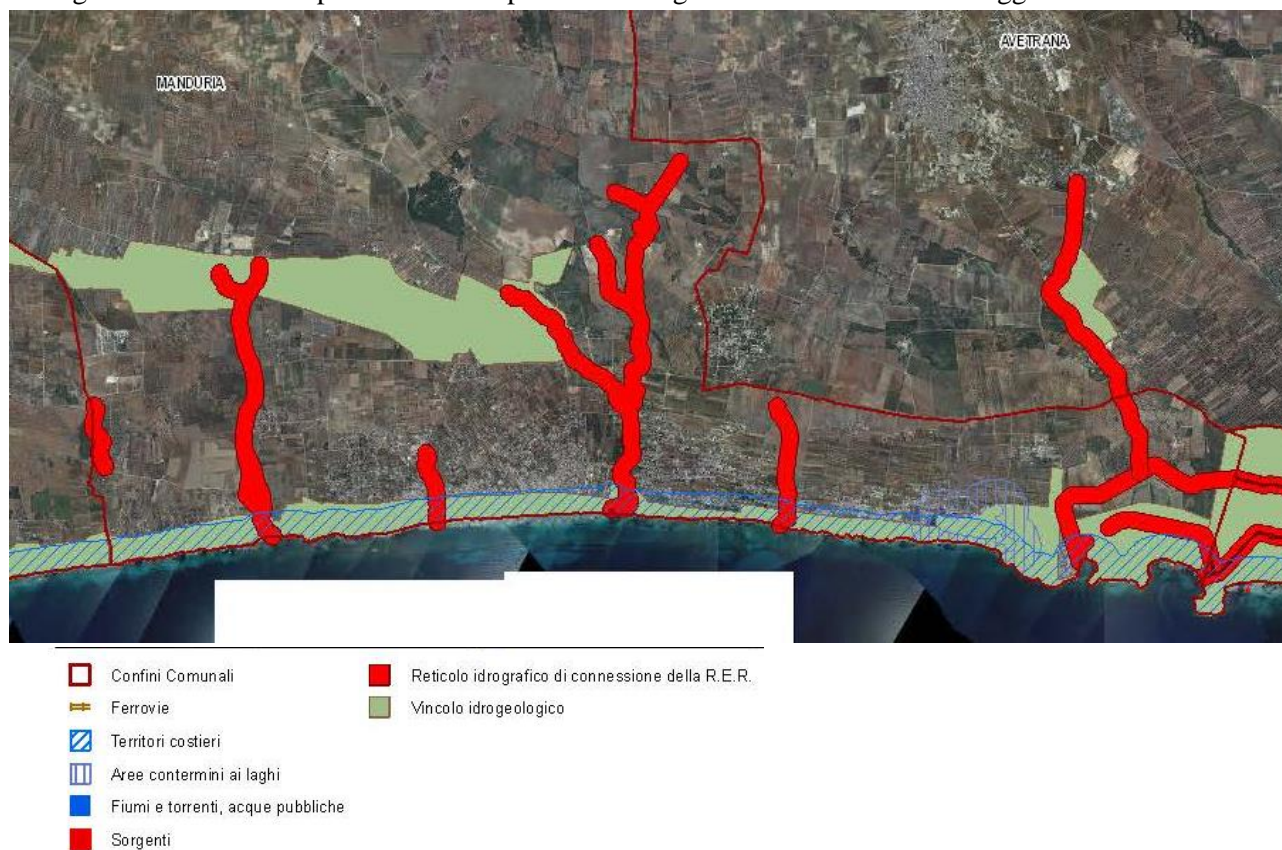 MANDURIA
AVETRANA
Confini Comunali
Ferrovie
Territori costieri
Aree contermini ai laghi
Fiumi e torrenti, acque pubbliche
Sorgenti
Reticolo idrografico di connessione della R.E.R.
Vincolo idrogeologico